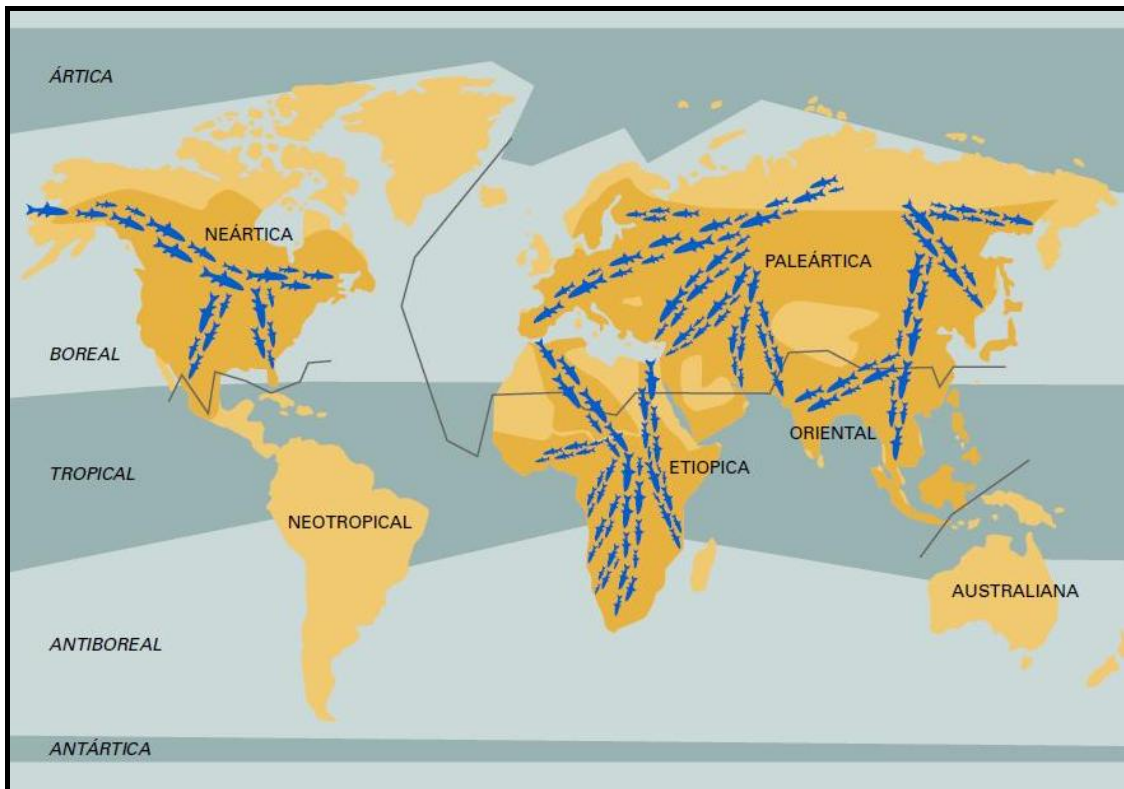 ÁRTICA
NEÁRTICA
PALEÁRTICA
BOREAL
ORIENTAL
TROPICAL
ETIOPICA
NEOTROPICAL
AUSTRALIANA
ANTIBOREAL
ANTÁRTICA